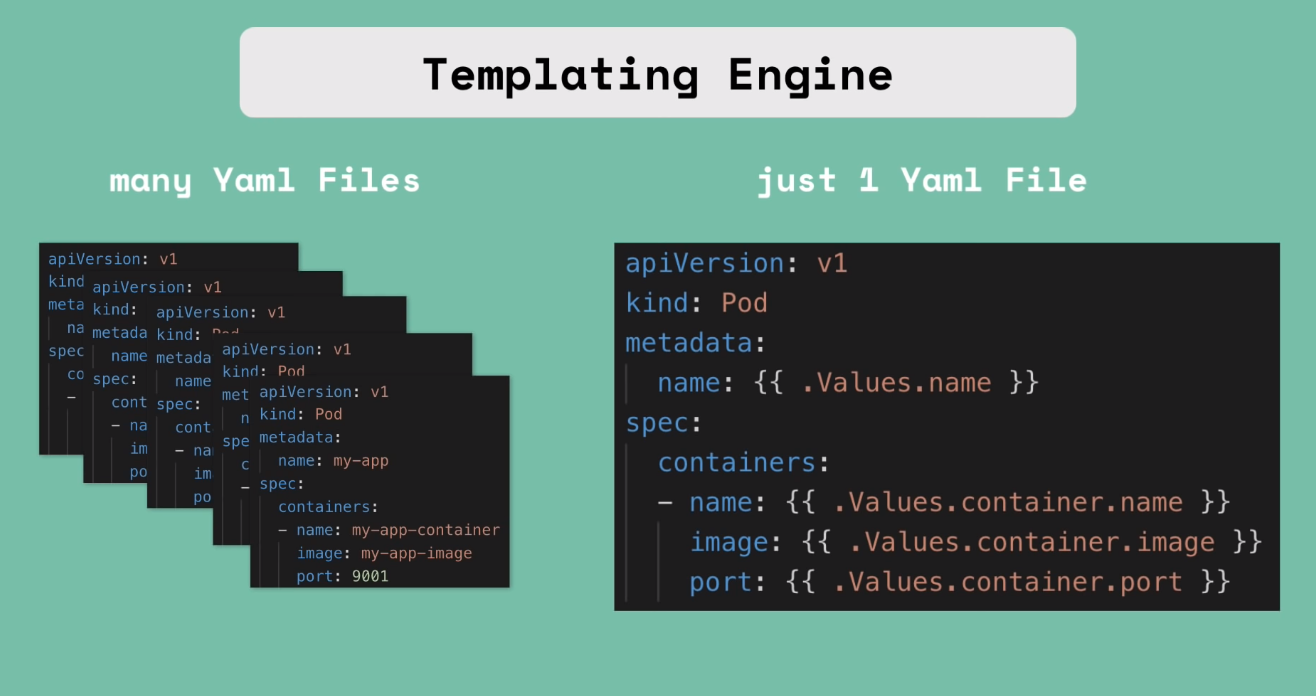 Templating Engine
many Yaml Files
just 1 Yaml File
apiVersion: v1
kind
meta
na
spec
co
-
apiVersion: v1
kind:
metada
name
spec:
cont
- na
im
po
apiVersion: v1
kind: Pod
metada
name
spec:
cont
- na
im
po
apiVersion: v1
kind: Pod
met
n
spe
c
-
apiVersion: v1
kind: Pod
metadata:
name: my-app
spec:
containers:
- name: my-app-container
image: my-app-image
port: 9001
apiVersion: v1
kind: Pod
metadata:
name: {{ .Values.name }}
spec:
containers:
- name: {{ .Values.container.name }}
image: {{ .Values.container.image }}
port: {{ .Values.container.port }}